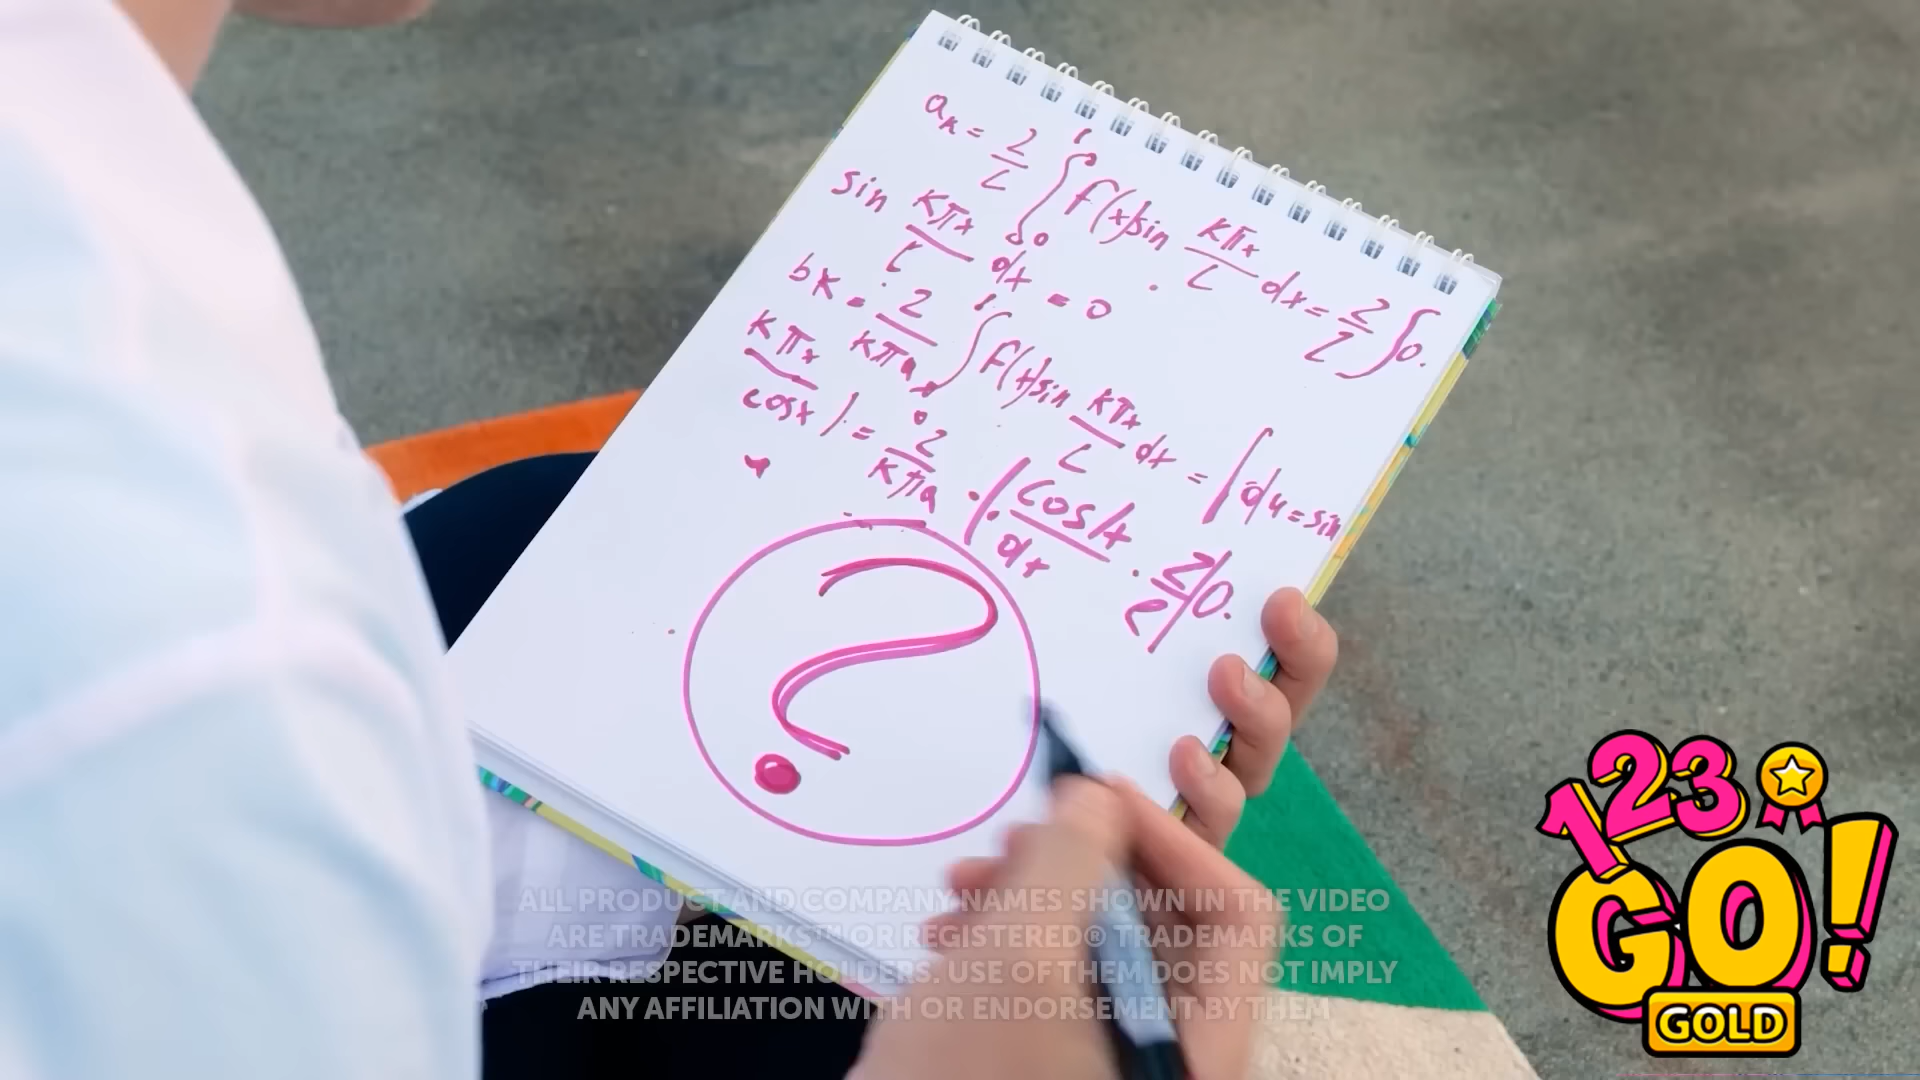 aₖ = 2/L ∫ f(x) sin kπx/L dx = 2/L ∫ 0.
sin kπx/L dx = 0
bk = 2/kπa ∫ f(x) sin kπx/L dx = ∫ du = sin
kπx/cosx | = 2/kπa · | cos x/dx · 2/e | 0.
?
ALL PRODUCT AND COMPANY NAMES SHOWN IN THE VIDEO
ARE TRADEMARKS™ OR REGISTERED® TRADEMARKS OF
THEIR RESPECTIVE HOLDERS. USE OF THEM DOES NOT IMPLY
ANY AFFILIATION WITH OR ENDORSEMENT BY THEM
123
GO!
GOLD